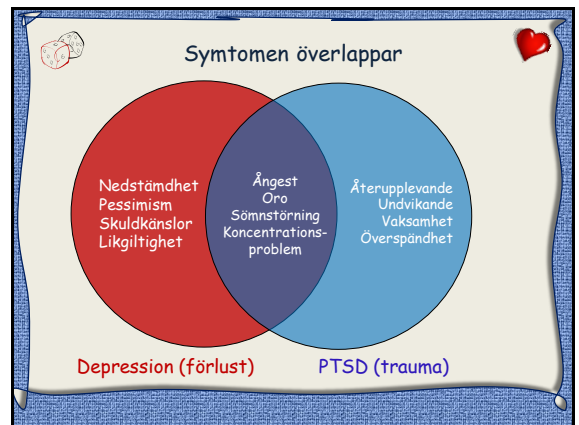 Symtomen överlappar
Nedstämdhet
Pessimism
Skuldkänslor
Likgiltighet
Ångest
Oro
Sömnstörning
Koncentrations-
problem
Återupplevande
Undvikande
Vaksamhet
Överspändhet
Depression (förlust)
PTSD (trauma)